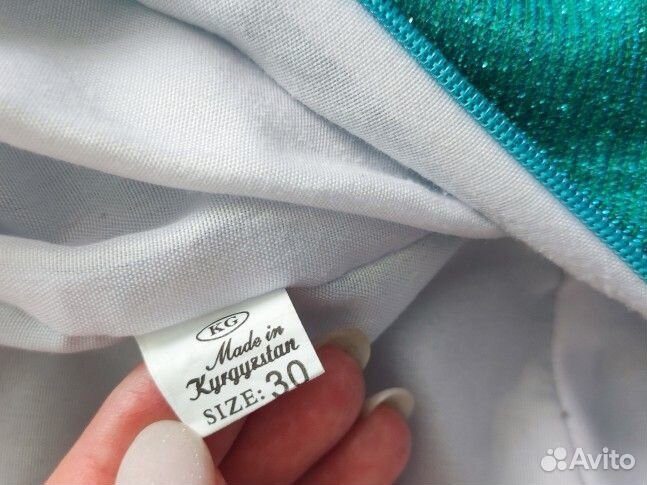 KG
Made in
Kyrgyzstan
SIZE: 30
Avito